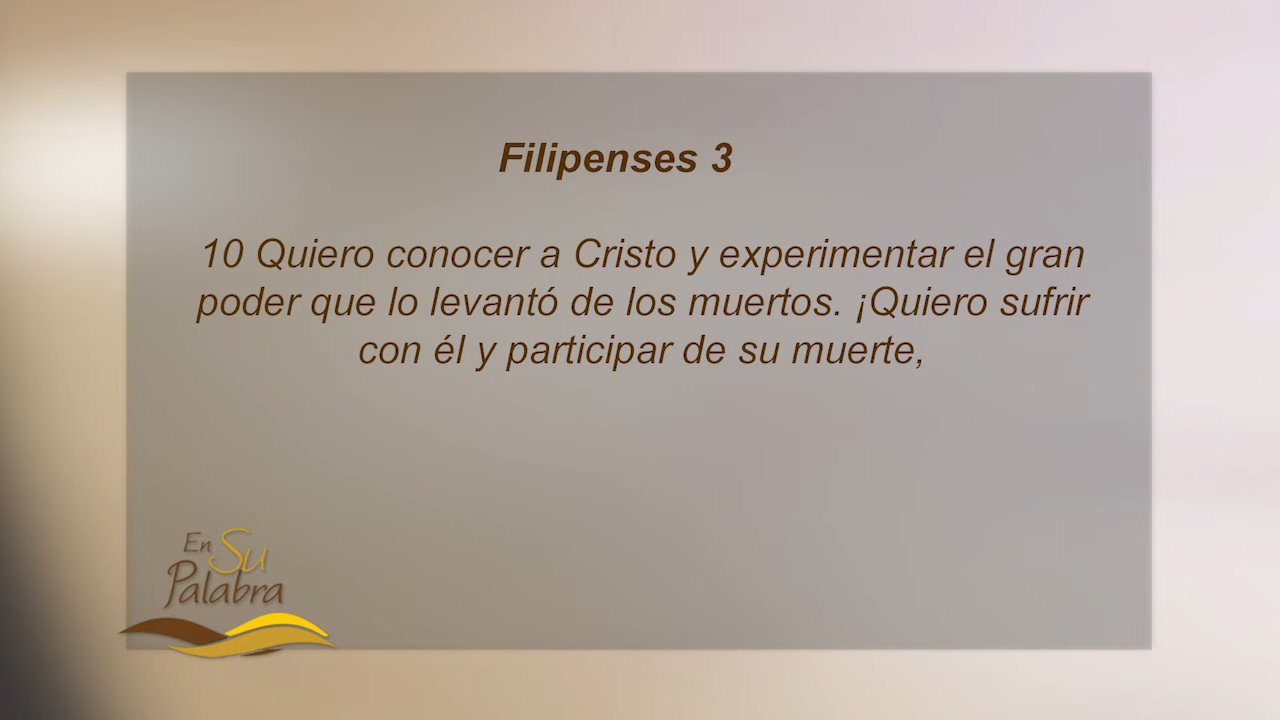 Filipenses 3
10 Quiero conocer a Cristo y experimentar el gran
poder que lo levantó de los muertos. ¡Quiero sufrir
con él y participar de su muerte,
En Su
Palabra